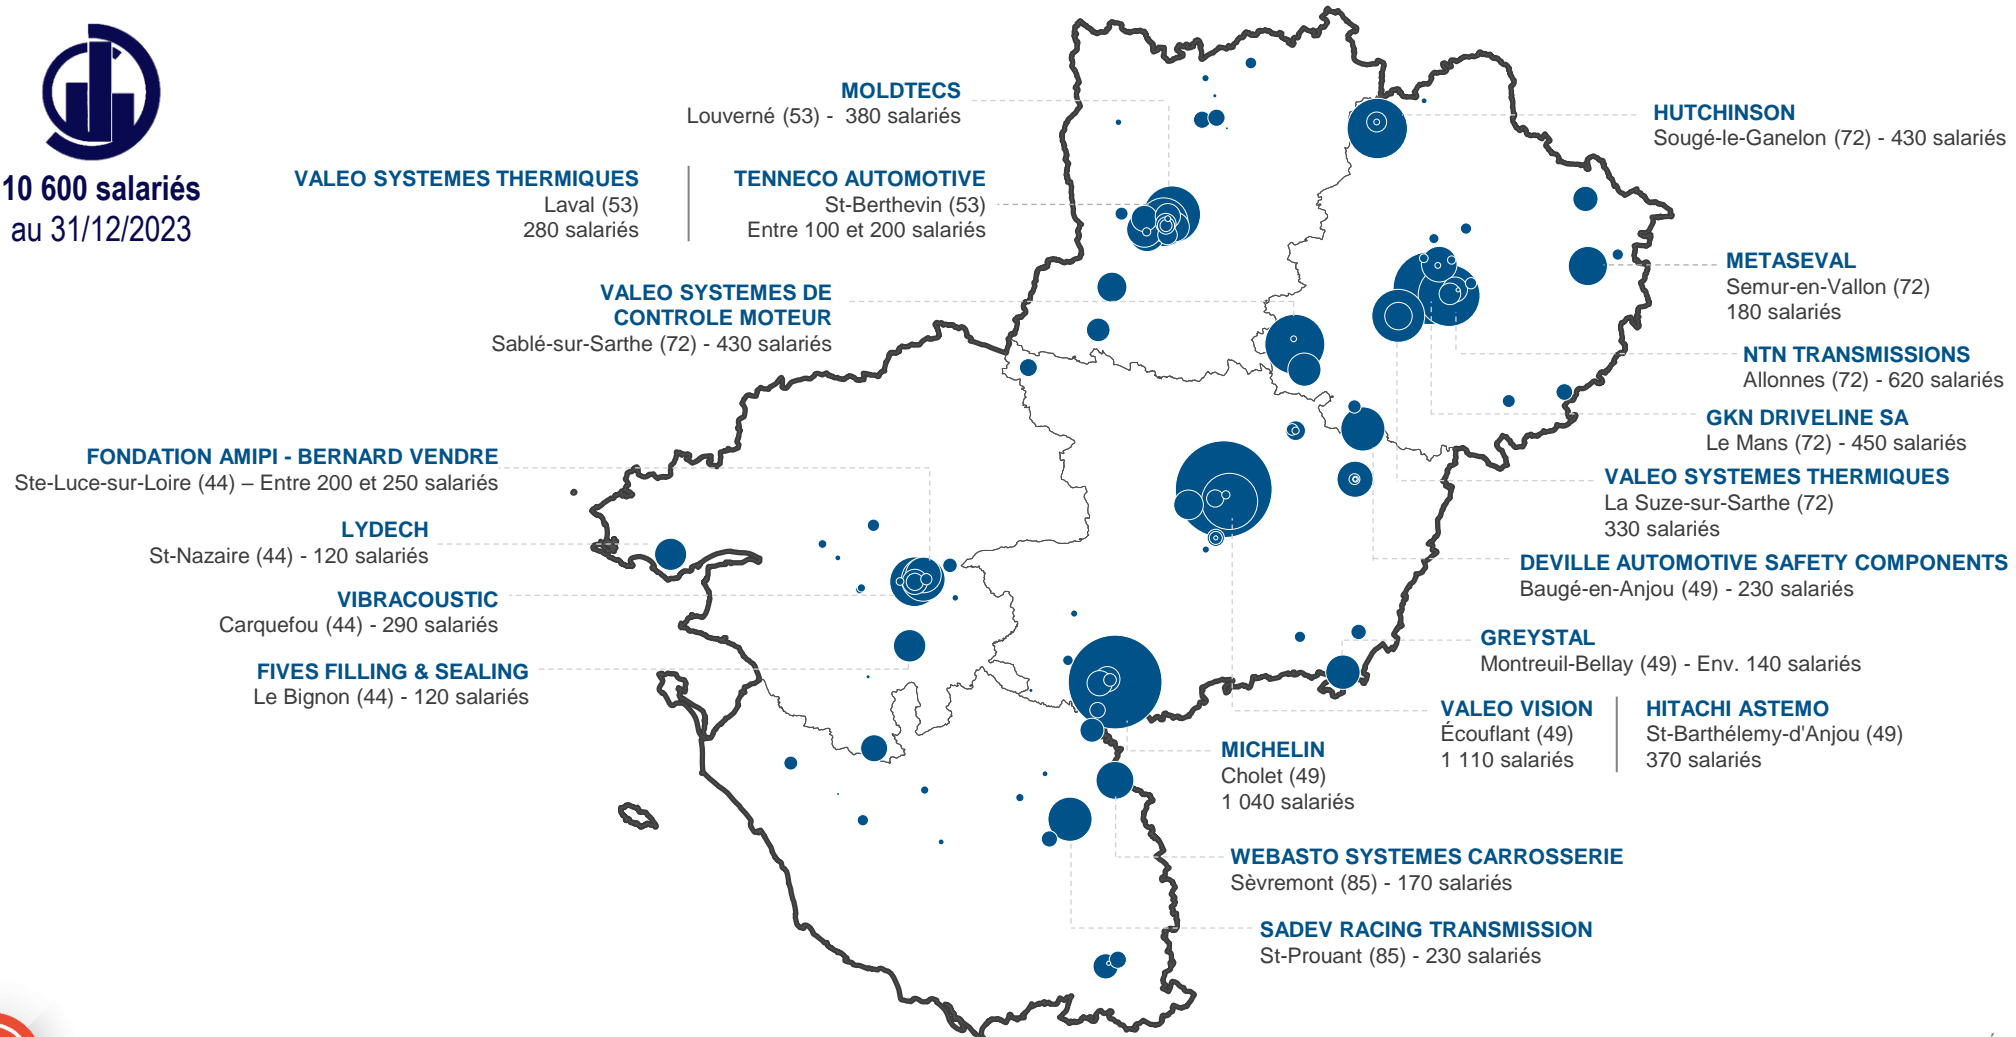 10 600 salariés
au 31/12/2023
MOLDTECS
Louverné (53) - 380 salariés
VALEO SYSTEMES THERMIQUES
Laval (53)
280 salariés
TENNECO AUTOMOTIVE
St-Berthevin (53)
Entre 100 et 200 salariés
VALEO SYSTEMES DE
CONTROLE MOTEUR
Sablé-sur-Sarthe (72) - 430 salariés
FONDATION AMIPI - BERNARD VENDRE
Ste-Luce-sur-Loire (44) – Entre 200 et 250 salariés
LYDECH
St-Nazaire (44) - 120 salariés
VIBRACOUSTIC
Carquefou (44) - 290 salariés
FIVES FILLING & SEALING
Le Bignon (44) - 120 salariés
HUTCHINSON
Sougé-le-Ganelon (72) - 430 salariés
METASEVAL
Semur-en-Vallon (72)
180 salariés
NTN TRANSMISSIONS
Allonnes (72) - 620 salariés
GKN DRIVELINE SA
Le Mans (72) - 450 salariés
VALEO SYSTEMES THERMIQUES
La Suze-sur-Sarthe (72)
330 salariés
DEVILLE AUTOMOTIVE SAFETY COMPONENTS
Baugé-en-Anjou (49) - 230 salariés
GREYSTAL
Montreuil-Bellay (49) - Env. 140 salariés
VALEO VISION
Écouflant (49)
1 110 salariés
HITACHI ASTEMO
St-Barthélemy-d'Anjou (49)
370 salariés
MICHELIN
Cholet (49)
1 040 salariés
WEBASTO SYSTEMES CARROSSERIE
Sèvremont (85) - 170 salariés
SADEV RACING TRANSMISSION
St-Prouant (85) - 230 salariés